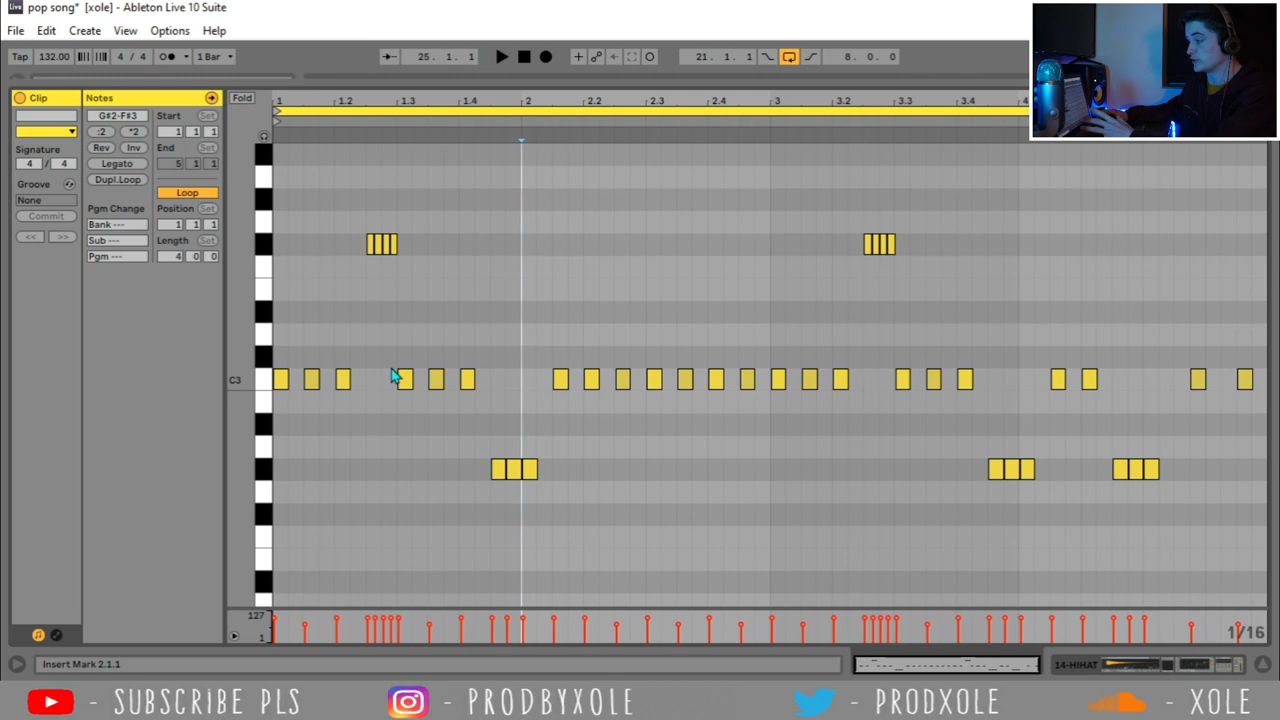 Live pop song* [xole] - Ableton Live 10 Suite
File Edit Create View Options Help
Tap 132.00 4 / 4 1 Bar 25. 1. 1 21. 1. 1 8. 0. 0
Clip Notes Fold 1 1.2 1.3 1.4 2 2.2 2.3 2.4 3 3.2 3.3 3.4 4
G#2-F#3 Start Set
:2 *2 1 1 1
Signature Rev Inv End Set
4 / 4 Legato 5 1 1
Groove Dupl.Loop
None Loop
Commit Pgm Change Position Set
<< >> Bank --- 1 1 1
Sub --- Length Set
Pgm --- 4 0 0
C3
127
1 1/16
Insert Mark 2.1.1 14-HIHAT
- SUBSCRIBE PLS - PRODBYXOLE - PRODXOLE - XOLE